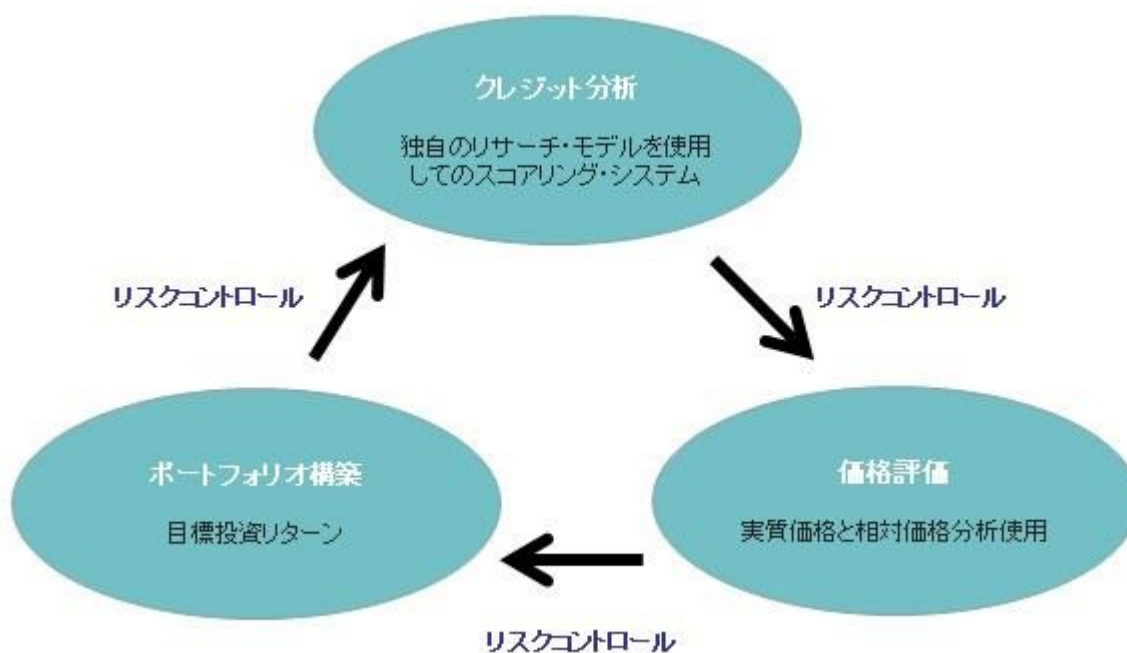 クレジット分析
独自のリサーチ・モデルを使用
してのスコアリング・システム
リスクコントロール
リスクコントロール
ポートフォリオ構築
目標投資リターン
価格評価
実質価格と相対価格分析使用
リスクコントロール